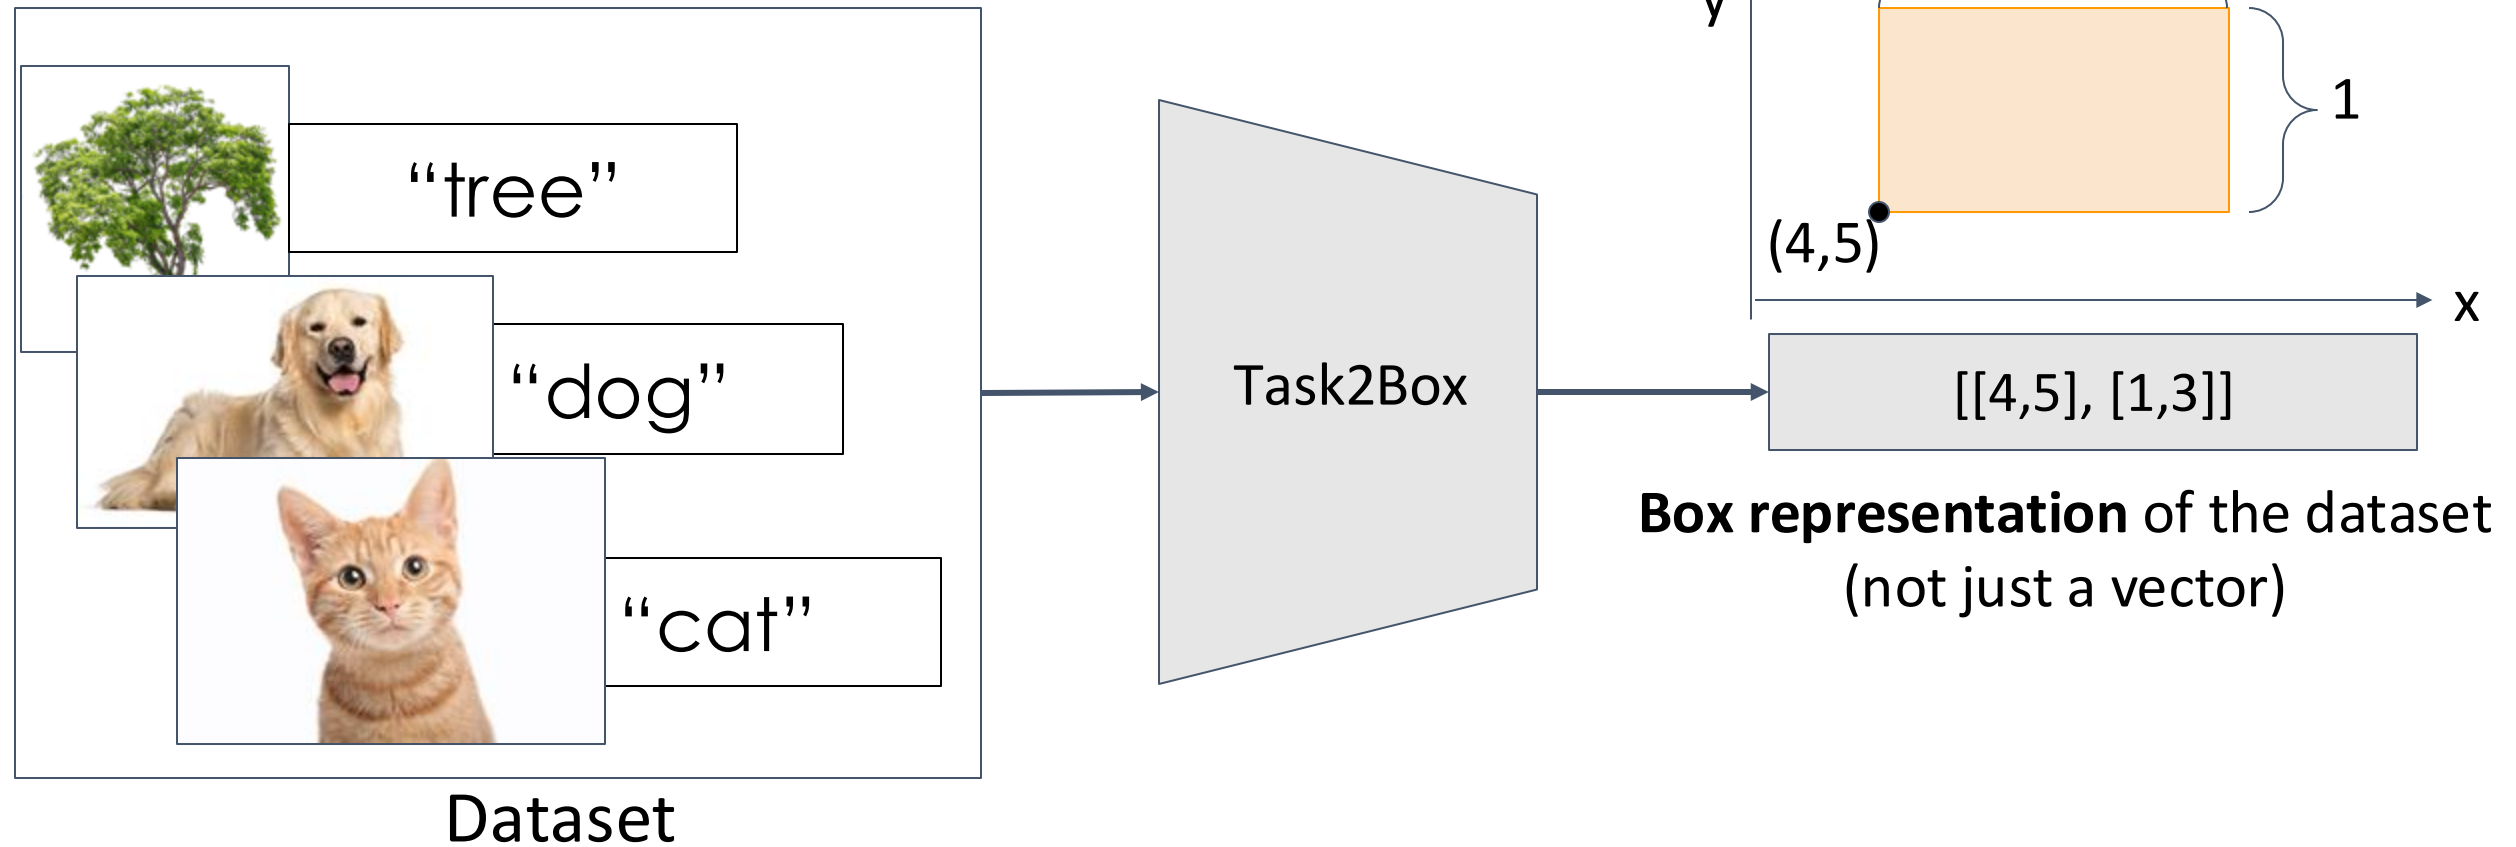 y
1
(4,5)
x
“tree”
“dog”
“cat”
Dataset
Task2Box
[[4,5], [1,3]]
Box representation of the dataset
(not just a vector)